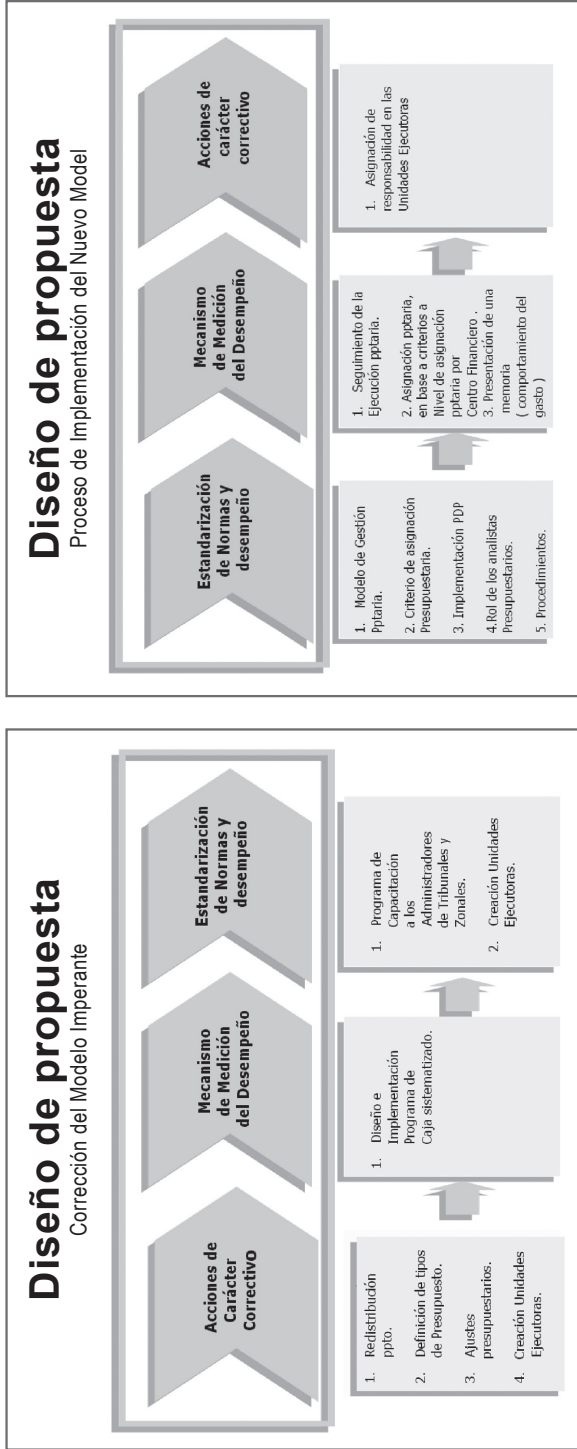 Diseño de propuesta
Corrección del Modelo Imperante
Acciones de
Carácter
Correctivo
Mecanismo
de Medición
del Desempeño
Estandarización
de Normas y
desempeño
1. Redistribución
ppto.
2. Definición de tipos
de Presupuesto.
3. Ajustes
presupuestarios.
4. Creación Unidades
Ejecutoras.
1. Diseño e
Implementación
Programa de
Caja sistematizado.
1. Programa de
Capacitación
a los
Administradores
de Tribunales y
Zonales.
2. Creación Unidades
Ejecutoras.
Diseño de propuesta
Proceso de Implementación del Nuevo Model
Estandarización
de Normas y
desempeño
Mecanismo
de Medición
del Desempeño
Acciones de
carácter
correctivo
1. Modelo de Gestión
Pptaria.
2. Criterio de asignación
Presupuestaria.
3. Implementación PDP
4.Rol de los analistas
Presupuestarios.
5. Procedimientos.
1. Seguimiento de la
Ejecución pptaria.
2. Asignación pptaria,
en base a criterios a
Nivel de asignación
pptaria por
Centro Financiero .
3. Presentación de una
memoria
( comportamiento del
gasto )
1. Asignación de
responsabilidad en las
Unidades Ejecutoras